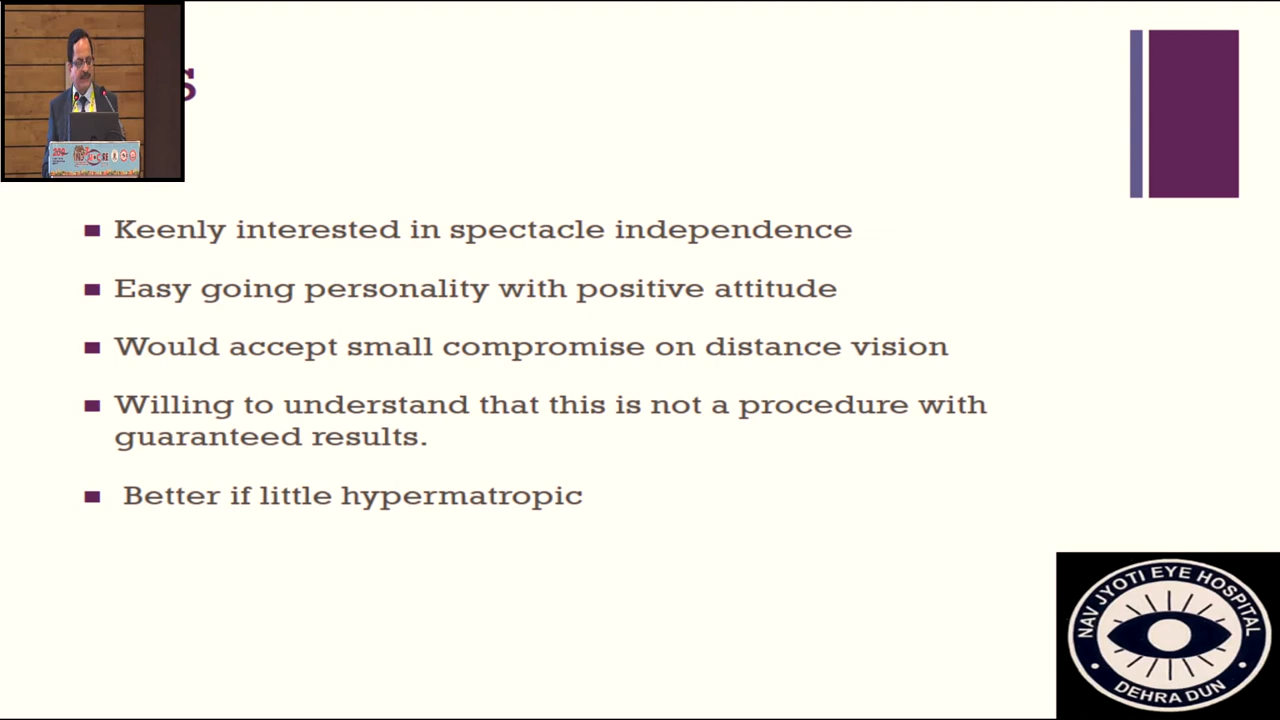 Keenly interested in spectacle independence
Easy going personality with positive attitude
Would accept small compromise on distance vision
Willing to understand that this is not a procedure with
guaranteed results.
Better if little hypermatropic
NAV JYOTI EYE HOSPITAL
DEHRA DUN